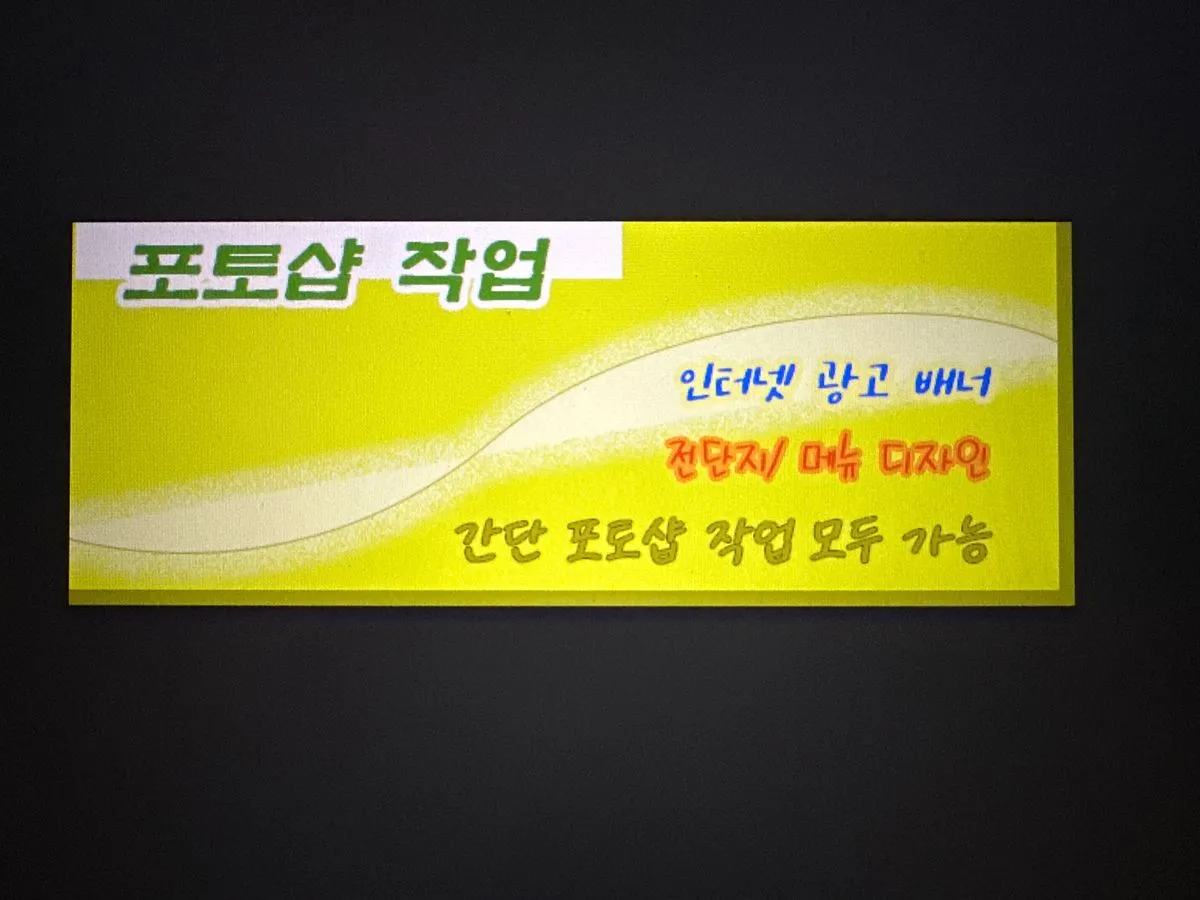 포토샵 작업
인터넷 광고 배너
전단지/ 메뉴 디자인
간단 포토샵 작업 모두 가능